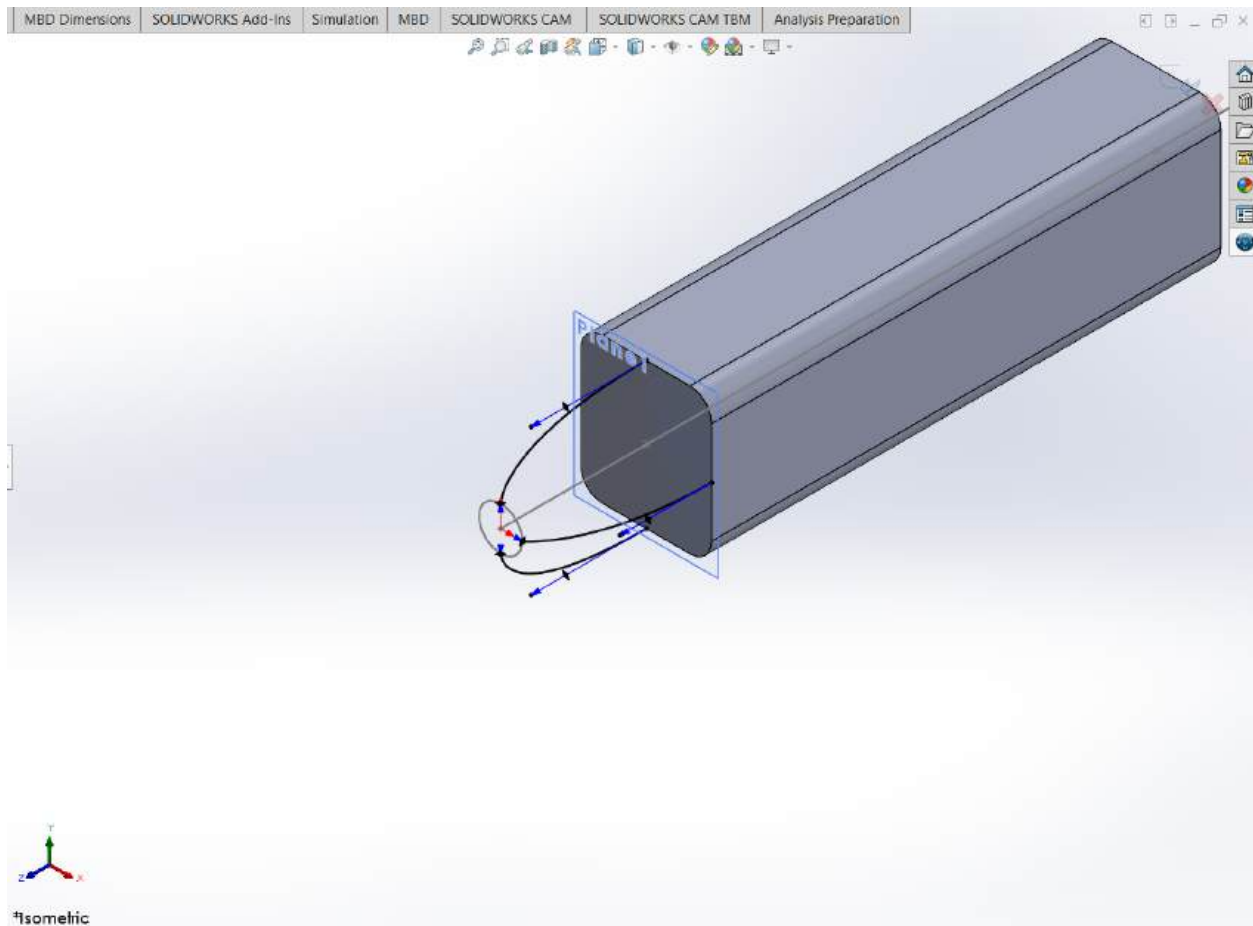 MBD Dimensions SOLIDWORKS Add-Ins Simulation MBD SOLIDWORKS CAM SOLIDWORKS CAM TBM Analysis Preparation
Plane1
Y
Z X
*Isometric